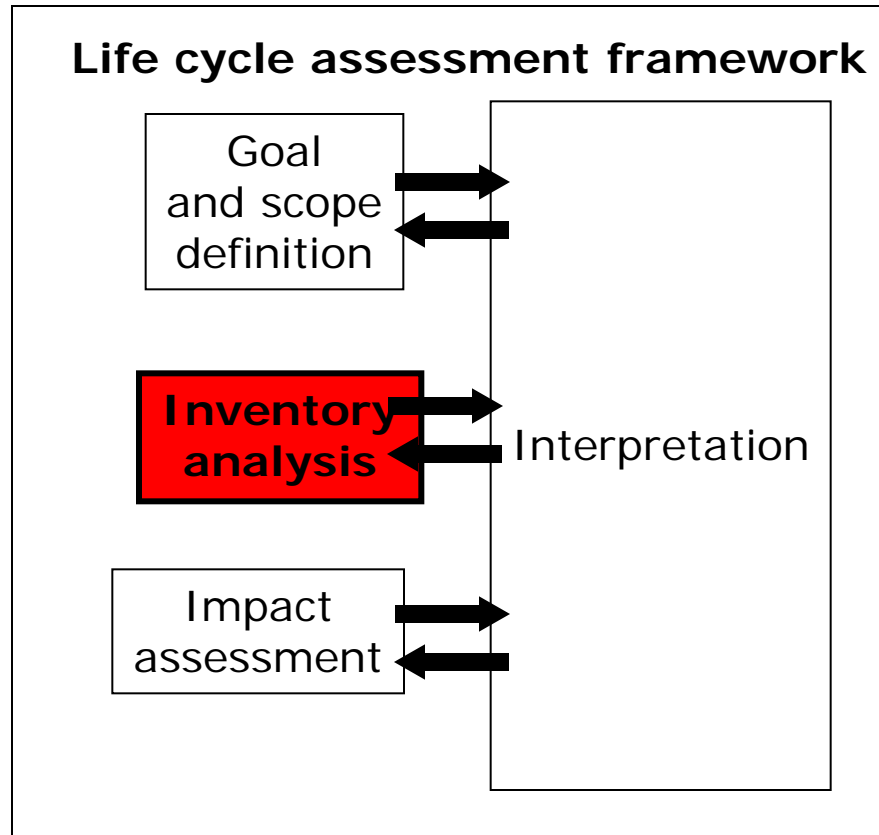 Life cycle assessment framework
Goal
and scope
definition
Inventory
analysis
Interpretation
Impact
assessment